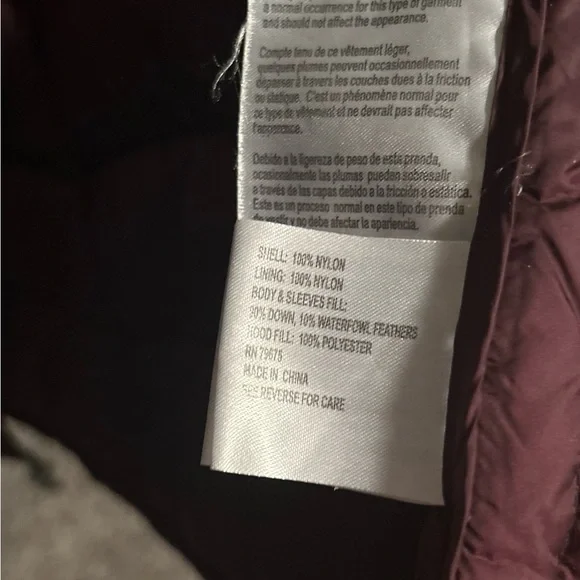 a normal occurrence for this type of garment
and should not affect the appearance.
Compte tenu de ce vêtement léger,
quelques plumes peuvent occasionnellement
dépasser à travers les couches dues à la friction
ou statique. C'est un phénomène normal pour
ce type de vêtement et ne devrait pas affecter
l'apparence.
Debido a la ligereza de peso de esta prenda,
ocasionalmente las plumas puedan sobresalir
a través de las capas debido a la fricción o estática.
Este es un proceso normal en este tipo de prenda
de vestir y no debe afectar la apariencia.
SHELL: 100% NYLON
LINING: 100% NYLON
BODY & SLEEVES FILL:
90% DOWN, 10% WATERFOWL FEATHERS
HOOD FILL: 100% POLYESTER
RN 79675
MADE IN CHINA
SEE REVERSE FOR CARE